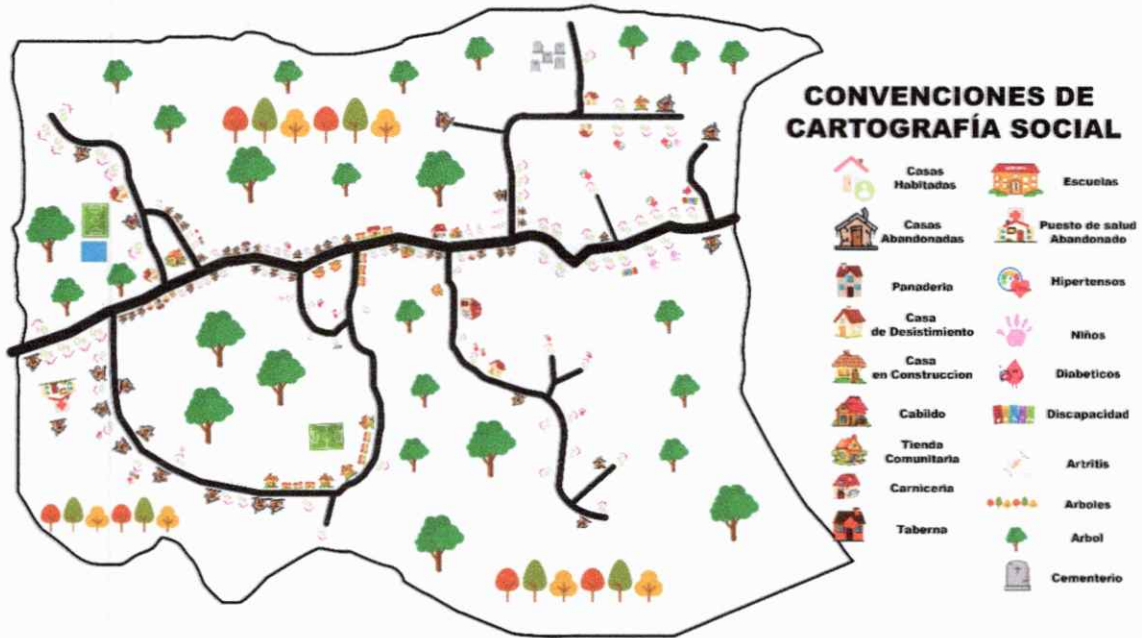 CONVENCIONES DE
CARTOGRAFÍA SOCIAL
Casas
Habitadas
Casas
Abandonadas
Panaderia
Casa
de Desistimiento
Casa
en Construccion
Cabildo
Tienda
Comunitaria
Carniceria
Taberna
Escuelas
Puesto de salud
Abandonado
Hipertensos
Niños
Diabeticos
Discapacidad
Artritis
Arboles
Arbol
Cementerio